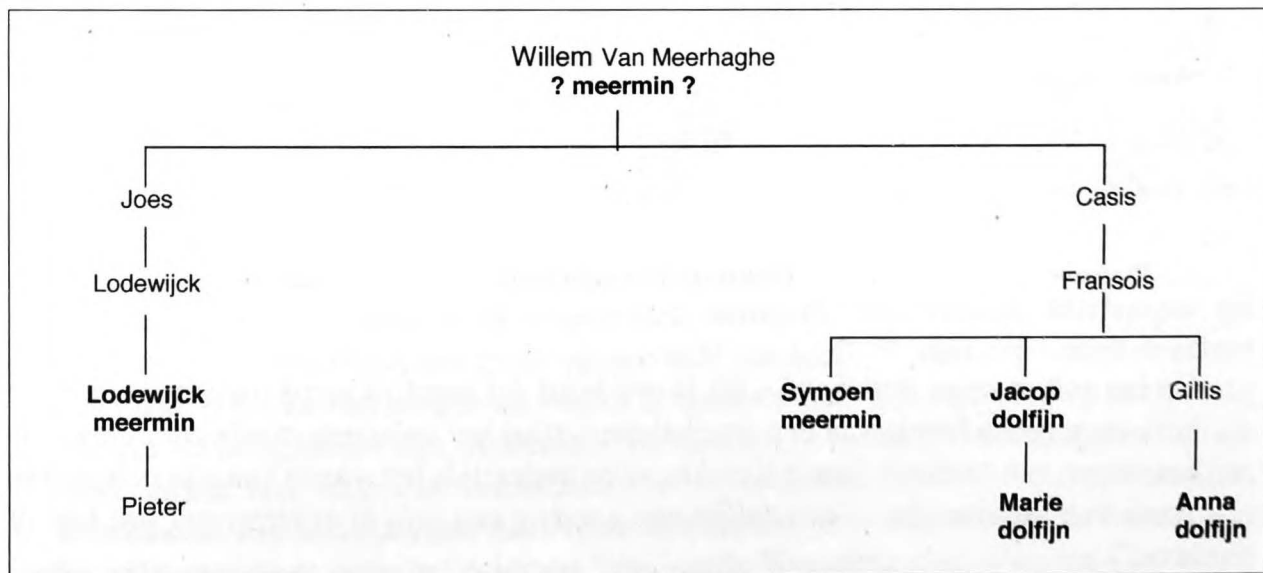 Willem Van Meerhaghe
? meermin ?
Joes
Casis
Lodewijck
Fransois
Lodewijck
meermin
Symoen
mermin
Jacop
dolfijn
Gillis
Pieter
Marie
dolfijn
Anna
dolfijn